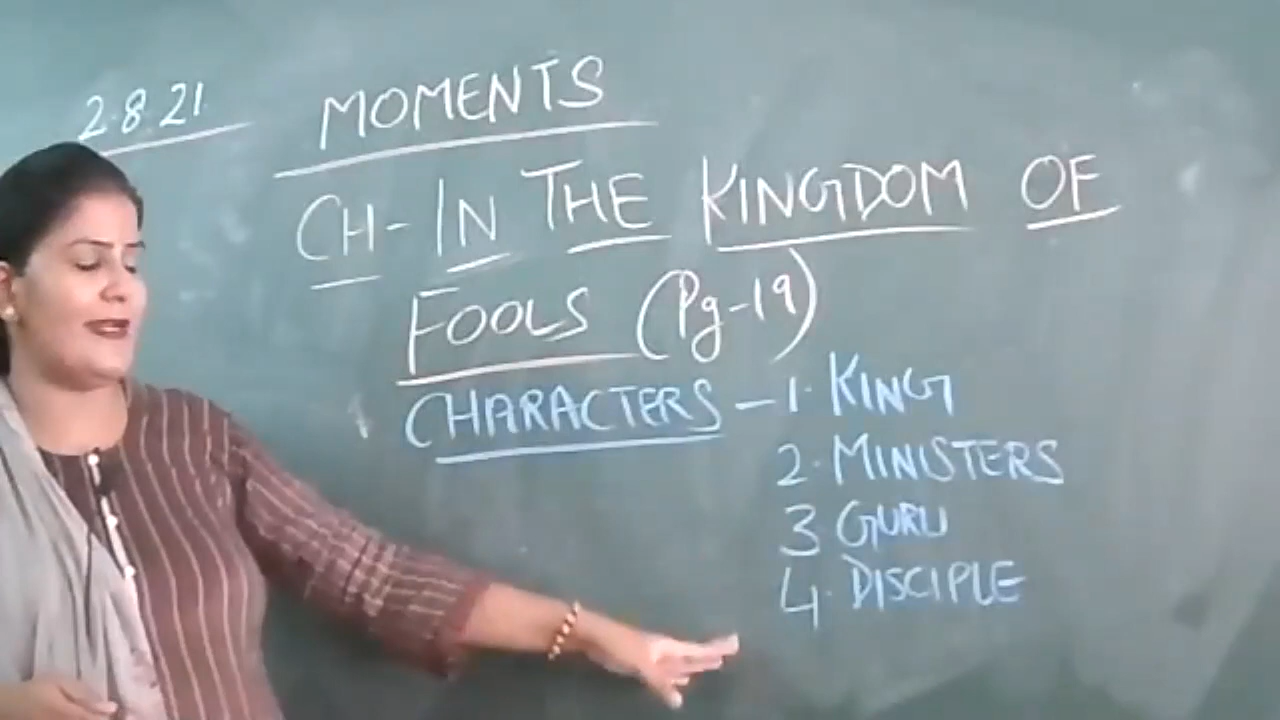 2.8.21
MOMENTS
CH-IN THE KINGDOM OF
FOOLS (Pg-19)
CHARACTERS - 1. KING
2. MINISTERS
3 GURU
4. DISCIPLE